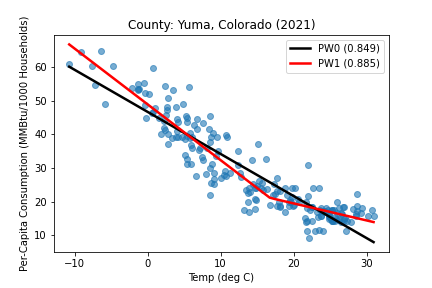 County: Yuma, Colorado (2021)
PW0 (0.849)
PW1 (0.885)
Per-Capita Consumption (MMBtu/1000 Households)
60
50
40
30
20
10
−10
0
10
20
30
Temp (deg C)